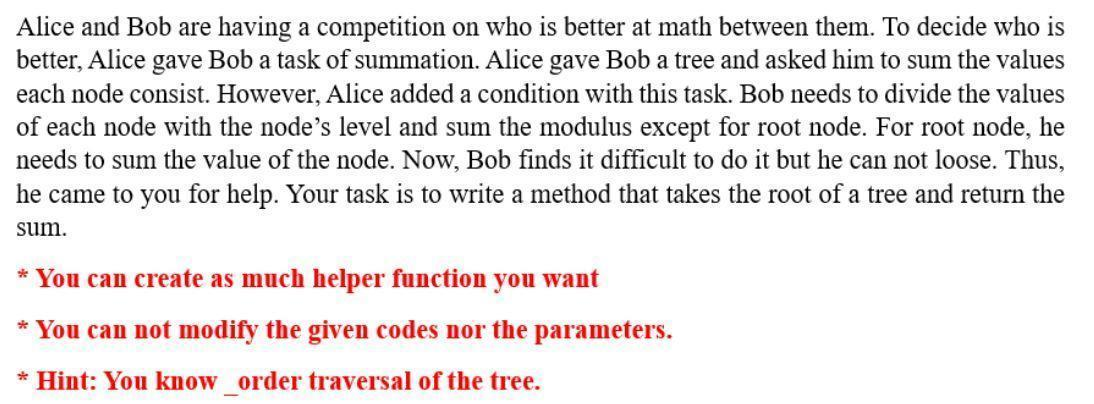 Alice and Bob are having a competition on who is better at math between them. To decide who is
better, Alice gave Bob a task of summation. Alice gave Bob a tree and asked him to sum the values
each node consist. However, Alice added a condition with this task. Bob needs to divide the values
of each node with the node’s level and sum the modulus except for root node. For root node, he
needs to sum the value of the node. Now, Bob finds it difficult to do it but he can not loose. Thus,
he came to you for help. Your task is to write a method that takes the root of a tree and return the
sum.
* You can create as much helper function you want
* You can not modify the given codes nor the parameters.
* Hint: You know _order traversal of the tree.